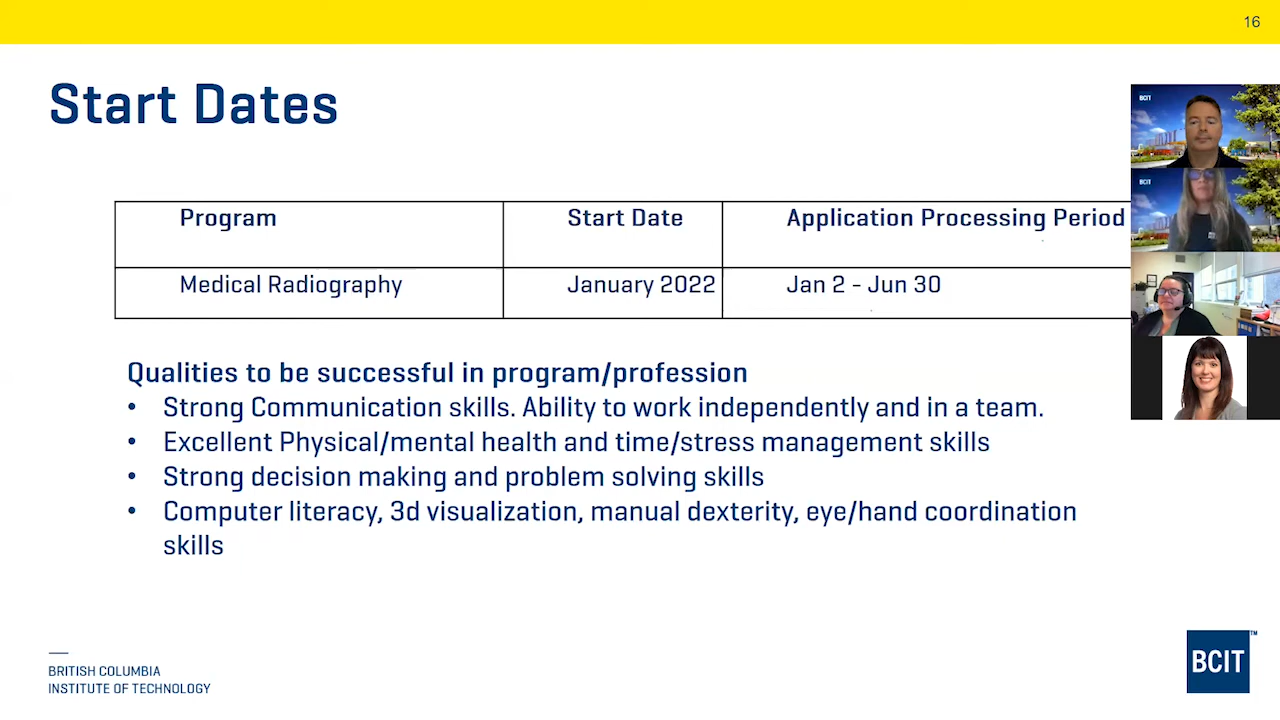 16
Start Dates
BCIT
Program Start Date Application Processing Period
BCIT
Medical Radiography January 2022 Jan 2 - Jun 30
Qualities to be successful in program/profession
• Strong Communication skills. Ability to work independently and in a team.
• Excellent Physical/mental health and time/stress management skills
• Strong decision making and problem solving skills
• Computer literacy, 3d visualization, manual dexterity, eye/hand coordination
skills
BRITISH COLUMBIA
INSTITUTE OF TECHNOLOGY
BCIT™